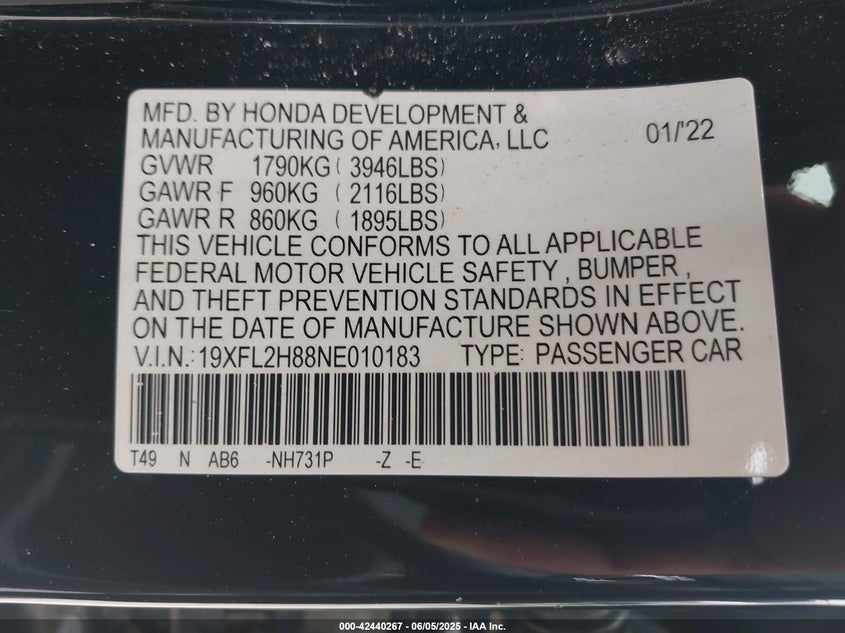 MFD. BY HONDA DEVELOPMENT &
MANUFACTURING OF AMERICA, LLC 01/'22
GVWR 1790KG ( 3946LBS)
GAWR F 960KG ( 2116LBS)
GAWR R 860KG ( 1895LBS)
THIS VEHICLE CONFORMS TO ALL APPLICABLE
FEDERAL MOTOR VEHICLE SAFETY , BUMPER ,
AND THEFT PREVENTION STANDARDS IN EFFECT
ON THE DATE OF MANUFACTURE SHOWN ABOVE.
V.I.N.: 19XFL2H88NE010183 TYPE: PASSENGER CAR
T49 N AB6 -NH731P -Z -E
000-42440267 - 06/05/2025 - IAA Inc.